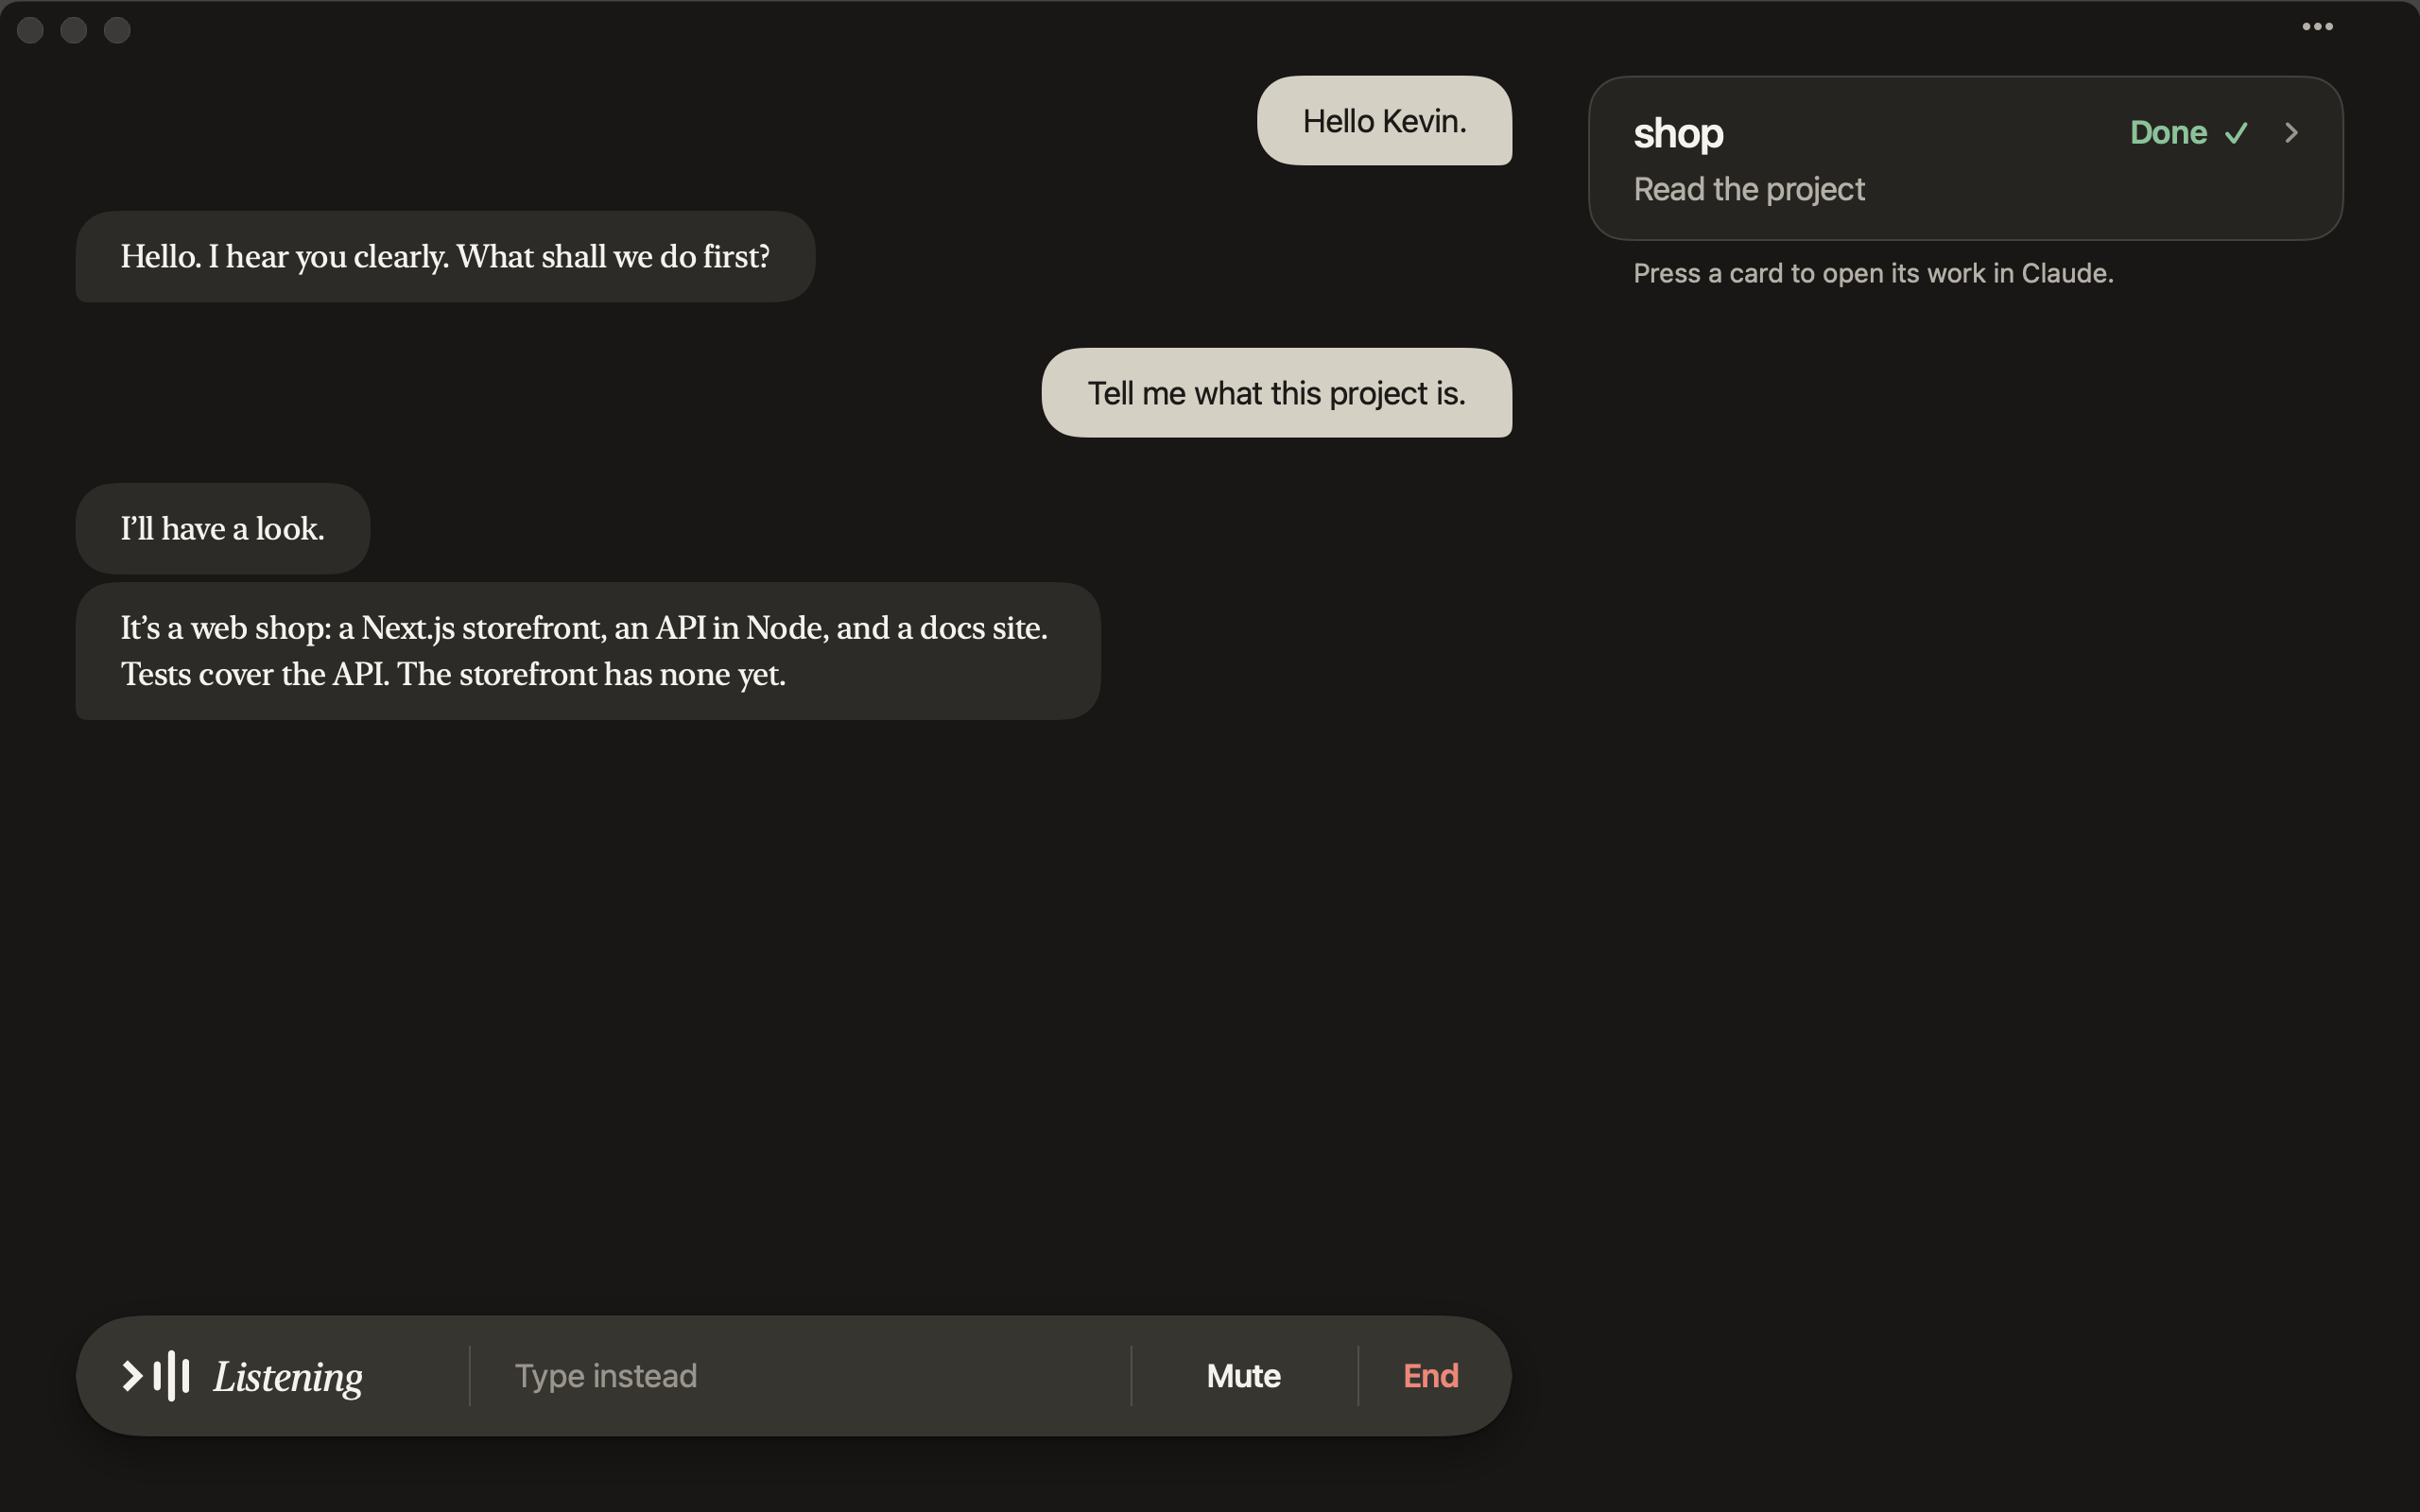 Hello Kevin.
Hello. I hear you clearly. What shall we do first?
Tell me what this project is.
I’ll have a look.
It’s a web shop: a Next.js storefront, an API in Node, and a docs site.
Tests cover the API. The storefront has none yet.
shop
Done
Read the project
Press a card to open its work in Claude.
Listening
Type instead
Mute
End